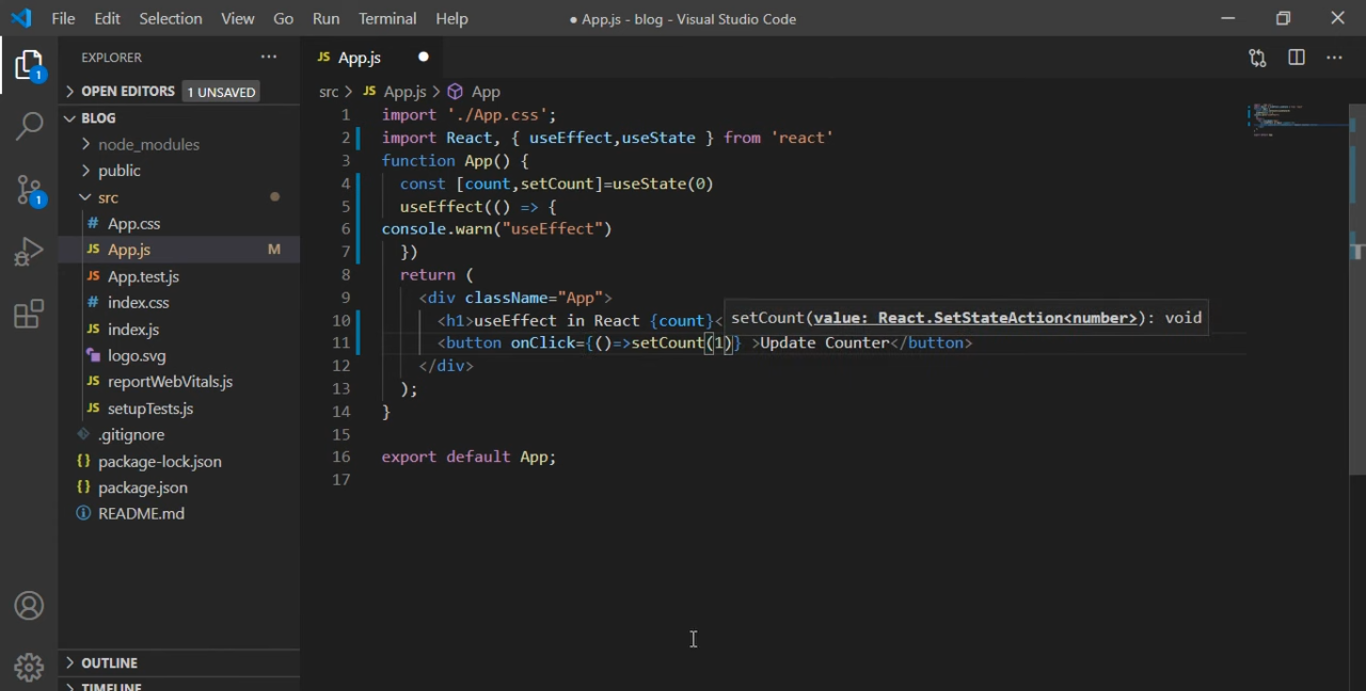 File Edit Selection View Go Run Terminal Help
● App.js - blog - Visual Studio Code
EXPLORER
OPEN EDITORS 1 UNSAVED
BLOG
node_modules
public
src
# App.css
JS App.js M
JS App.test.js
# index.css
JS index.js
logo.svg
JS reportWebVitals.js
JS setupTests.js
.gitignore
{} package-lock.json
{} package.json
README.md
OUTLINE
TIMELINE
1
1
JS App.js ●
src > JS App.js > App
1 import './App.css';
2 import React, { useEffect,useState } from 'react'
3 function App() {
4 const [count,setCount]=useState(0)
5 useEffect(() => {
6 console.warn("useEffect")
7 })
8 return (
9 <div className="App">
10 <h1>useEffect in React {count}<
setCount(value: React.SetStateAction<number>): void
11 <button onClick={()=>setCount(1)} >Update Counter</button>
12 </div>
13 );
14 }
15
16 export default App;
17